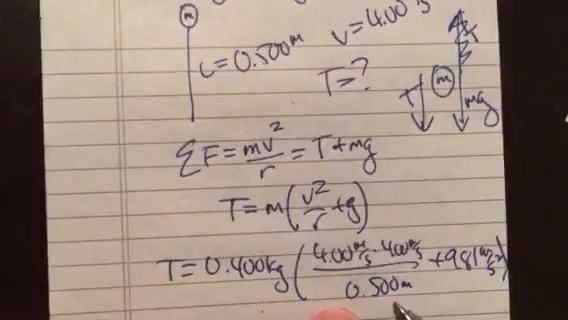 m
v=4.00 m/s
L=0.500m
T=?
T
m
mg
ΣF=mv²/r=T+mg
T=m(v²/r+g)
T=0.400kg(4.00m/s·4.00m/s/0.500m+9.81m/s²)